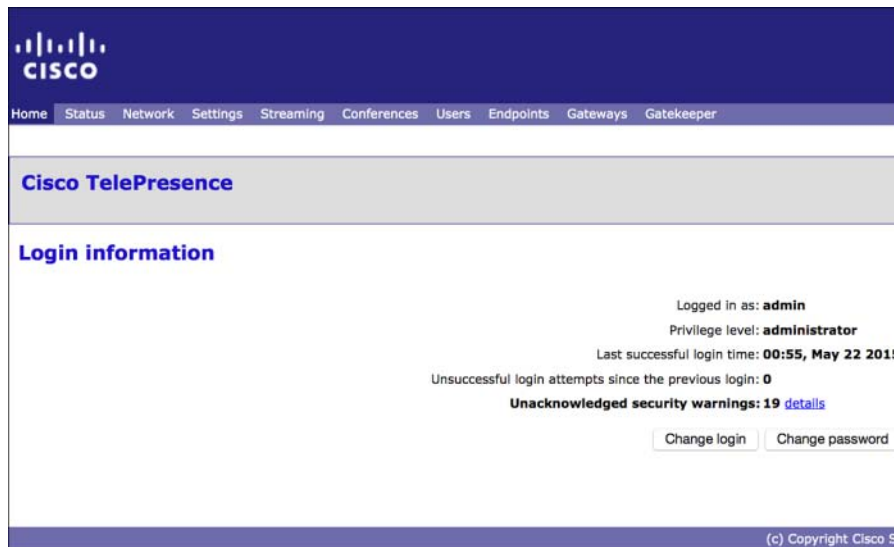 CISCO
Home Status Network Settings Streaming Conferences Users Endpoints Gateways Gatekeeper
Cisco TelePresence
Login information
Logged in as: admin
Privilege level: administrator
Last successful login time: 00:55, May 22 2015
Unsuccessful login attempts since the previous login: 0
Unacknowledged security warnings: 19 details
Change login Change password
(c) Copyright Cisco